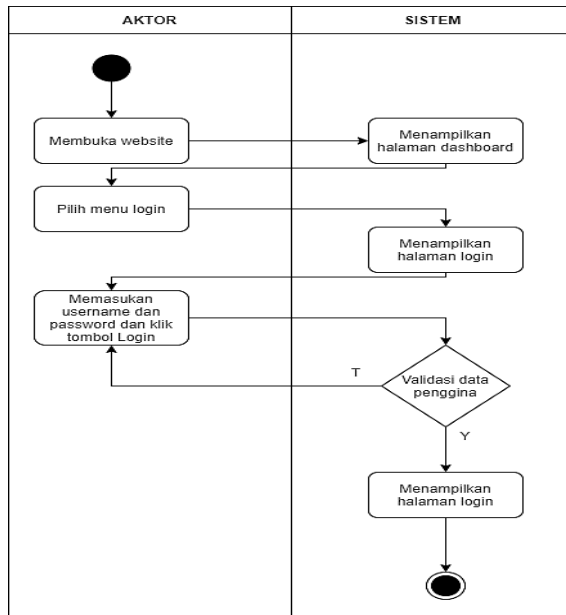 AKTOR
SISTEM
Membuka website
Menampilkan
halaman dashboard
Pilih menu login
Menampilkan
halaman login
Memasukan
username dan
password dan klik
tombol Login
T
Validasi data
penggina
Y
Menampilkan
halaman login